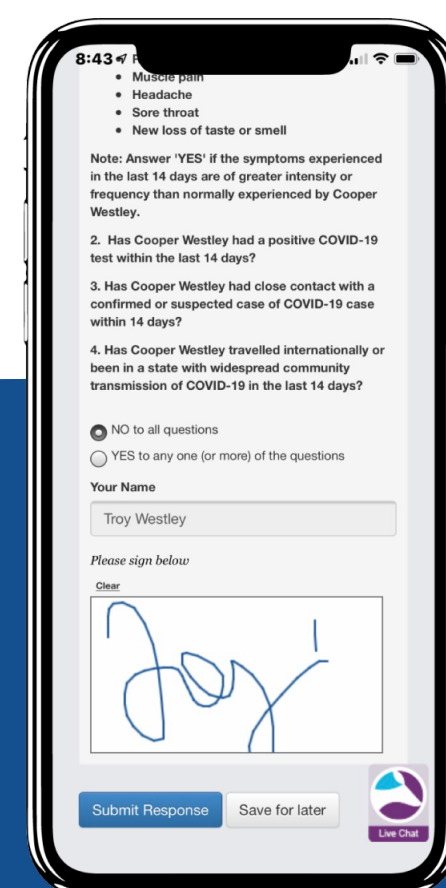 8:43
Muscle pain
Headache
Sore throat
New loss of taste or smell
Note: Answer 'YES' if the symptoms experienced
in the last 14 days are of greater intensity or
frequency than normally experienced by Cooper
Westley.
2. Has Cooper Westley had a positive COVID-19
test within the last 14 days?
3. Has Cooper Westley had close contact with a
confirmed or suspected case of COVID-19 case
within 14 days?
4. Has Cooper Westley travelled internationally or
been in a state with widespread community
transmission of COVID-19 in the last 14 days?
NO to all questions
YES to any one (or more) of the questions
Your Name
Troy Westley
Please sign below
Clear
Submit Response Save for later
Live Chat